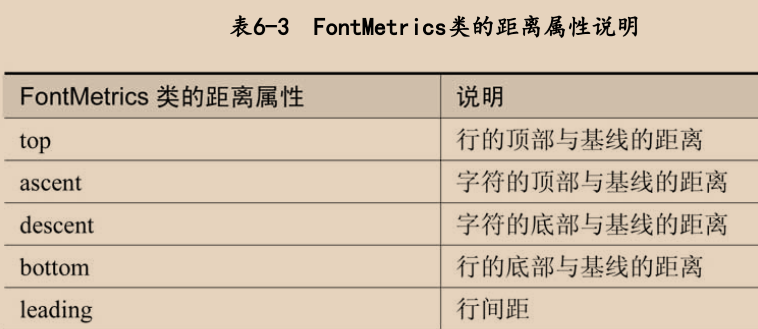 表6-3 FontMetrics类的距离属性说明
FontMetrics 类的距离属性 说明
top 行的顶部与基线的距离
ascent 字符的顶部与基线的距离
descent 字符的底部与基线的距离
bottom 行的底部与基线的距离
leading 行间距